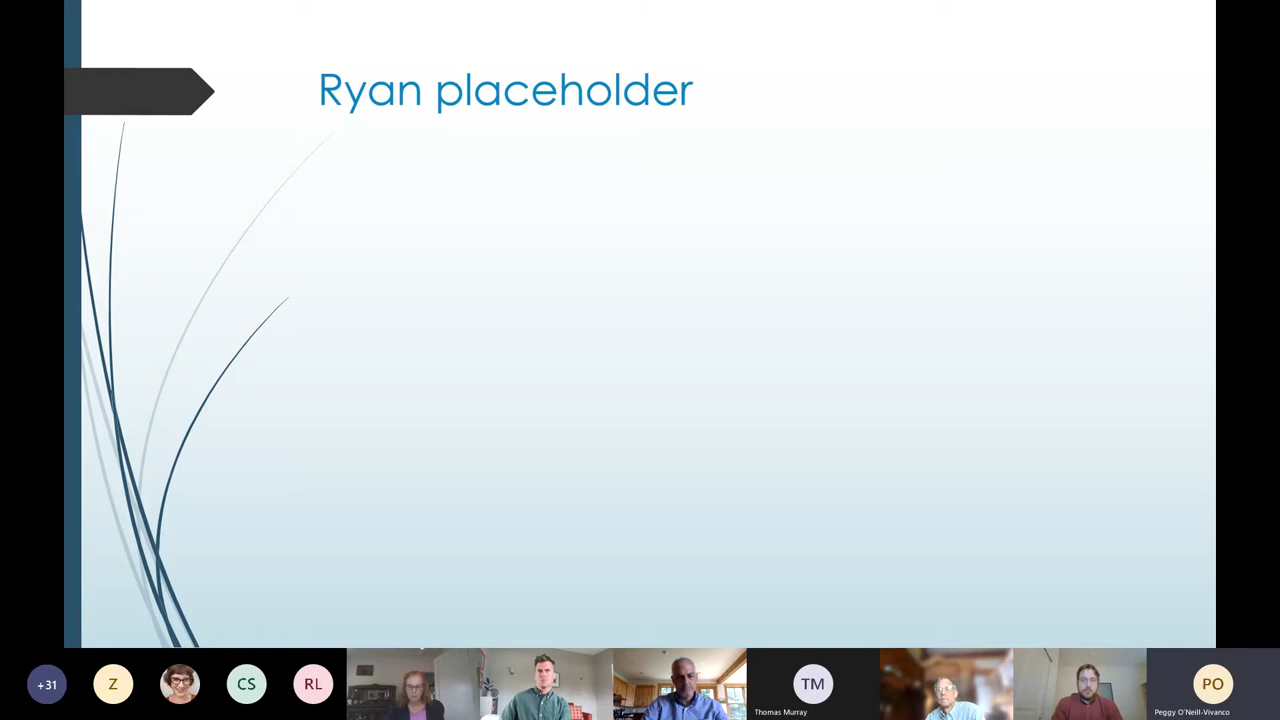 Ryan placeholder
+31
Z
CS
RL
TM
Thomas Murray
PO
Peggy O'Neill-Vivanco